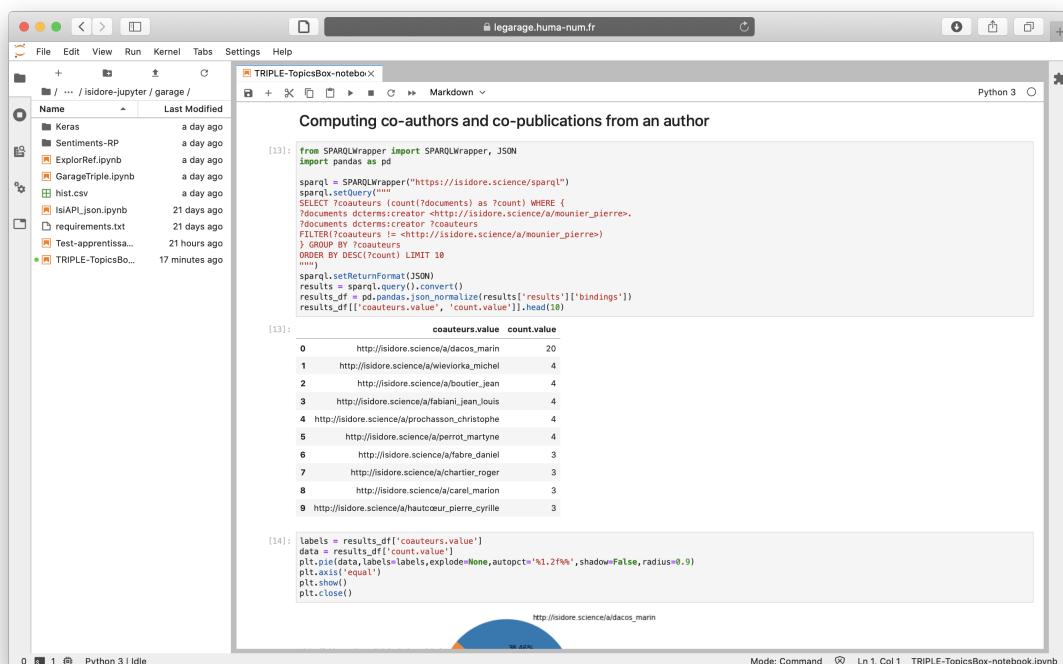 legarage.huma-num.fr
File Edit View Run Kernel Tabs Settings Help
/ ··· / isidore-jupyter / garage /
Name Last Modified
Keras a day ago
Sentiments-RP a day ago
ExplorRef.ipynb a day ago
GarageTriple.ipynb a day ago
hist.csv a day ago
IsiAPI_json.ipynb 21 days ago
requirements.txt 21 days ago
Test-apprentissa... 21 hours ago
TRIPLE-TopicsBo... 17 minutes ago
TRIPLE-TopicsBox-notebo
Markdown Python 3
Computing co-authors and co-publications from an author
[13]: from SPARQLWrapper import SPARQLWrapper, JSON
import pandas as pd
sparql = SPARQLWrapper("https://isidore.science/sparql")
sparql.setQuery("""
SELECT ?coauteurs (count(?documents) as ?count) WHERE {
?documents dcterms:creator <http://isidore.science/a/mounier_pierre>.
?documents dcterms:creator ?coauteurs
FILTER(?coauteurs != <http://isidore.science/a/mounier_pierre>)
} GROUP BY ?coauteurs
ORDER BY DESC(?count) LIMIT 10
""")
sparql.setReturnFormat(JSON)
results = sparql.query().convert()
results_df = pd.pandas.json_normalize(results['results']['bindings'])
results_df[['coauteurs.value', 'count.value']].head(10)
[13]: coauteurs.value count.value
0 http://isidore.science/a/dacos_marin 20
1 http://isidore.science/a/wieviorka_michel 4
2 http://isidore.science/a/boutier_jean 4
3 http://isidore.science/a/fabiani_jean_louis 4
4 http://isidore.science/a/prochasson_christophe 4
5 http://isidore.science/a/perrot_martyne 4
6 http://isidore.science/a/fabre_daniel 3
7 http://isidore.science/a/chartier_roger 3
8 http://isidore.science/a/carel_marion 3
9 http://isidore.science/a/hautcœur_pierre_cyrille 3
[14]: labels = results_df['coauteurs.value']
data = results_df['count.value']
plt.pie(data,labels=labels,explode=None,autopct='%1.2f%%',shadow=False,radius=0.9)
plt.axis('equal')
plt.show()
plt.close()
http://isidore.science/a/dacos_marin
38.46%
0 1 Python 3 | Idle Mode: Command Ln 1, Col 1 TRIPLE-TopicsBox-notebook.ipynb